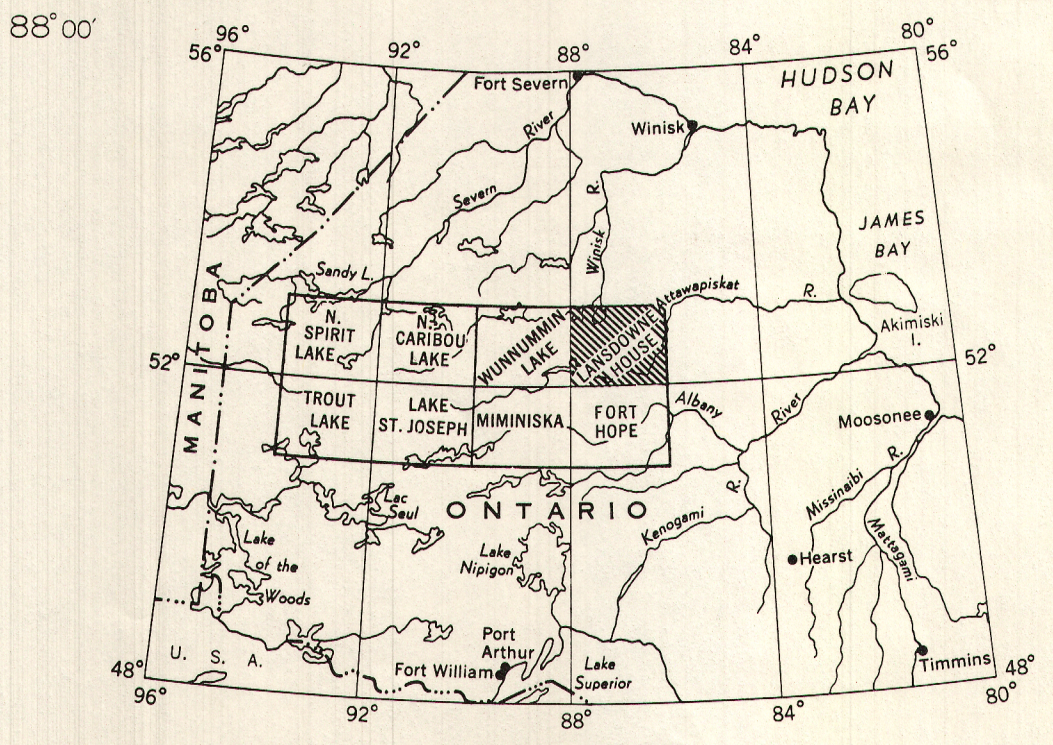 88°00′
96°
92°
88°
84°
80°
56°
56°
HUDSON
BAY
Fort Severn
Winisk
River
Severn
R.
Winisk
JAMES
BAY
Sandy L.
Attawapiskat
R.
Akimiski
I.
MANITOBA
N.
SPIRIT
LAKE
N.
CARIBOU
LAKE
WUNNUMMIN
LAKE
LANSDOWNE
HOUSE
52°
52°
TROUT
LAKE
LAKE
ST. JOSEPH
MIMINISKA
FORT
HOPE
Albany
River
Moosonee
R.
Missinaibi
Lac
Seul
ONTARIO
R.
Kenogami
Mattagami
Lake
of the
Woods
Lake
Nipigon
Hearst
Port
Arthur
Fort William
Lake
Superior
Timmins
U. S. A.
48°
48°
96°
92°
88°
84°
80°